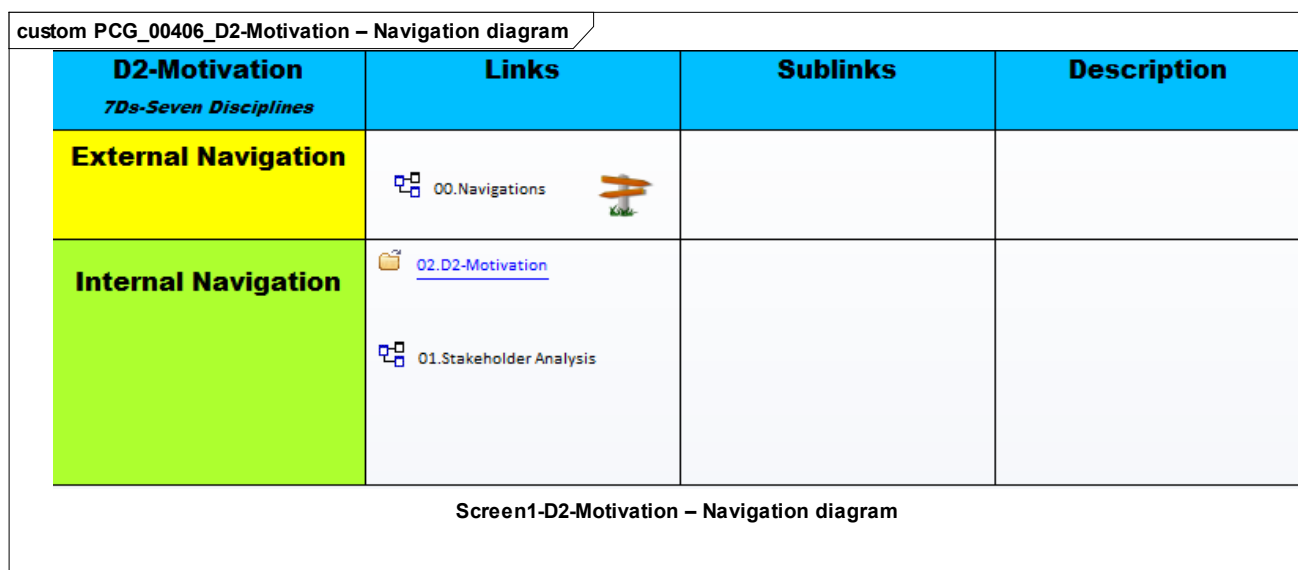 custom PCG_00406_D2-Motivation – Navigation diagram
D2-Motivation
7Ds-Seven Disciplines
Links
Sublinks
Description
External Navigation
00.Navigations
Internal Navigation
02.D2-Motivation
01.Stakeholder Analysis
Screen1-D2-Motivation – Navigation diagram